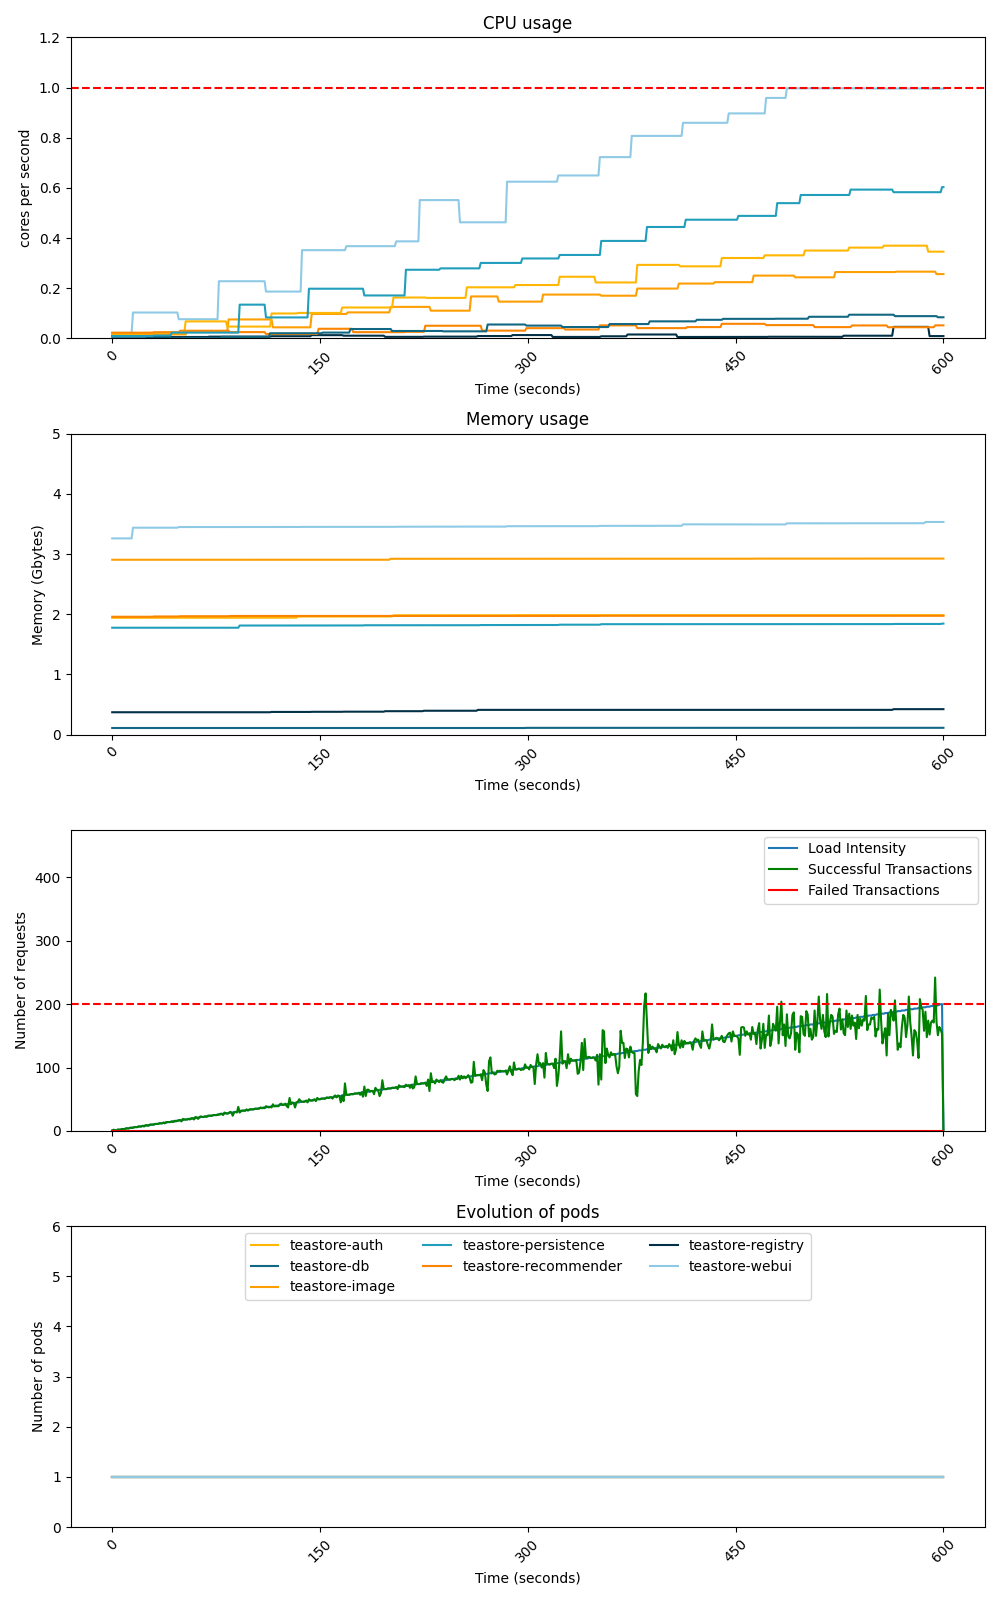 CPU usage
1.2
1.0
0.8
0.6
0.4
0.2
0.0
cores per second
0 150 300 450 600
Time (seconds)
Memory usage
5
4
3
2
1
0
Memory (Gbytes)
0 150 300 450 600
Time (seconds)
Load Intensity
Successful Transactions
Failed Transactions
400
300
200
100
0
Number of requests
0 150 300 450 600
Time (seconds)
Evolution of pods
teastore-auth teastore-persistence teastore-registry
teastore-db teastore-recommender teastore-webui
teastore-image
6
5
4
3
2
1
0
Number of pods
0 150 300 450 600
Time (seconds)